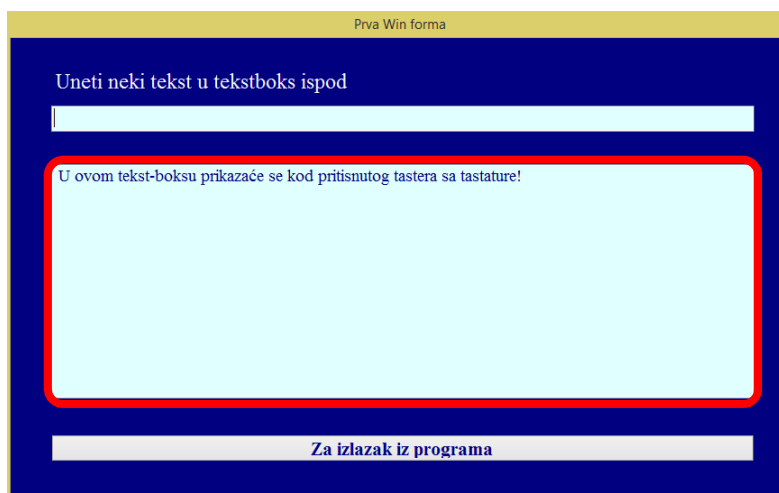 Prva Win forma
Uneti neki tekst u tekstboks ispod
U ovom tekst-boksu prikazaće se kod pritisnutog tastera sa tastature!
Za izlazak iz programa